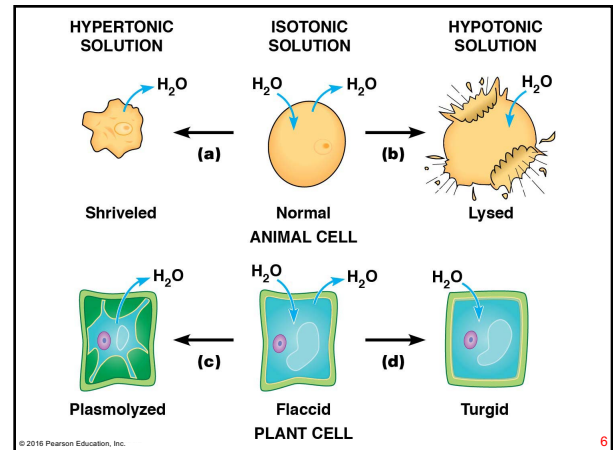 HYPERTONIC SOLUTION
ISOTONIC SOLUTION
HYPOTONIC SOLUTION
H₂O
H₂O
H₂O
H₂O
(a)
(b)
Shriveled
Normal
Lysed
ANIMAL CELL
H₂O
H₂O
H₂O
H₂O
(c)
(d)
Plasmolyzed
Flaccid
Turgid
PLANT CELL
© 2016 Pearson Education, Inc.
6